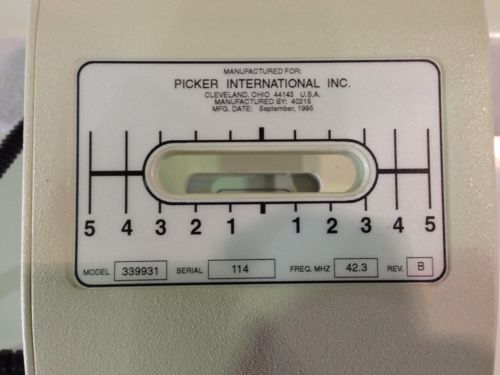 MANUFACTURED FOR:
PICKER INTERNATIONAL INC.
CLEVELAND, OHIO 44143 U.S.A.
MANUFACTURED BY: 40215
MFG. DATE: September, 1995
5 4 3 2 1 1 2 3 4 5
MODEL 339931 SERIAL 114 FREQ. MHZ 42.3 REV. B